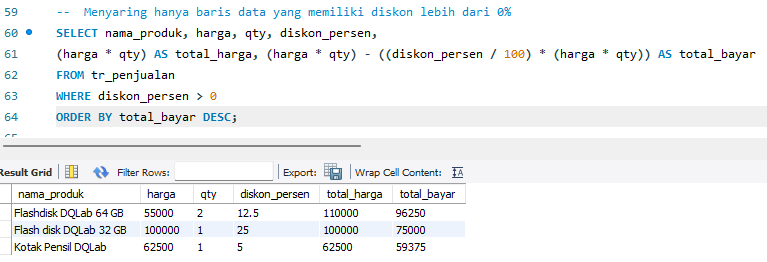 59 -- Menyaring hanya baris data yang memiliki diskon lebih dari 0%
60 SELECT nama_produk, harga, qty, diskon_persen,
61 (harga * qty) AS total_harga, (harga * qty) - ((diskon_persen / 100) * (harga * qty)) AS total_bayar
62 FROM tr_penjualan
63 WHERE diskon_persen > 0
64 ORDER BY total_bayar DESC;
Result Grid Filter Rows: Export: Wrap Cell Content:
nama_produk harga qty diskon_persen total_harga total_bayar
Flashdisk DQLab 64 GB 55000 2 12.5 110000 96250
Flash disk DQLab 32 GB 100000 1 25 100000 75000
Kotak Pensil DQLab 62500 1 5 62500 59375